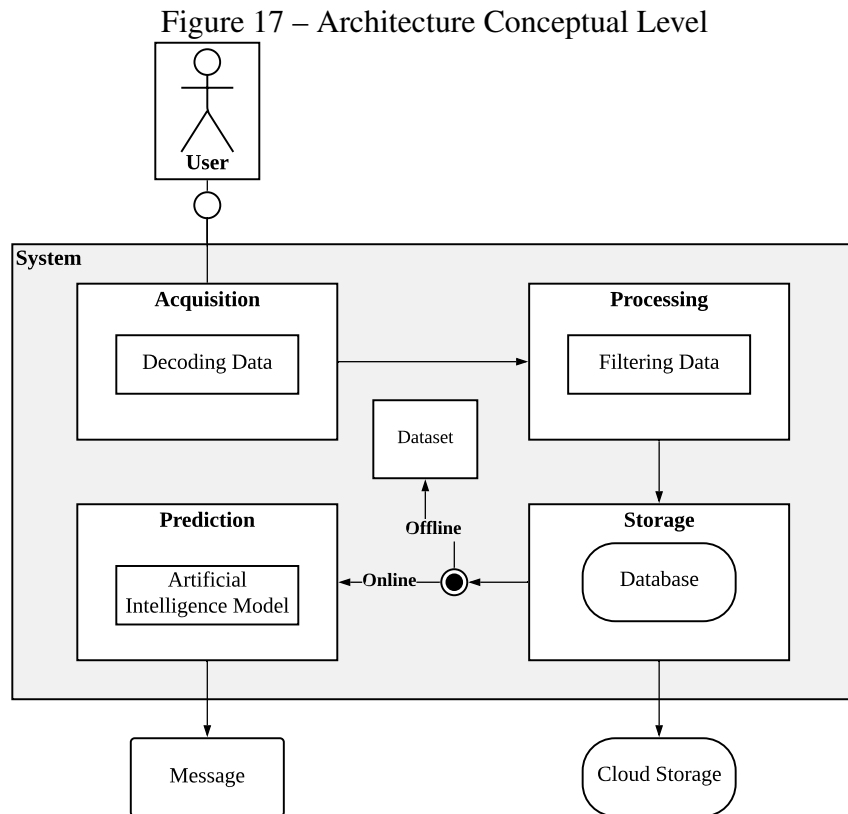 Figure 17 – Architecture Conceptual Level
User
System
Acquisition
Decoding Data
Processing
Filtering Data
Dataset
Offline
Online
Prediction
Artificial
Intelligence Model
Storage
Database
Message
Cloud Storage